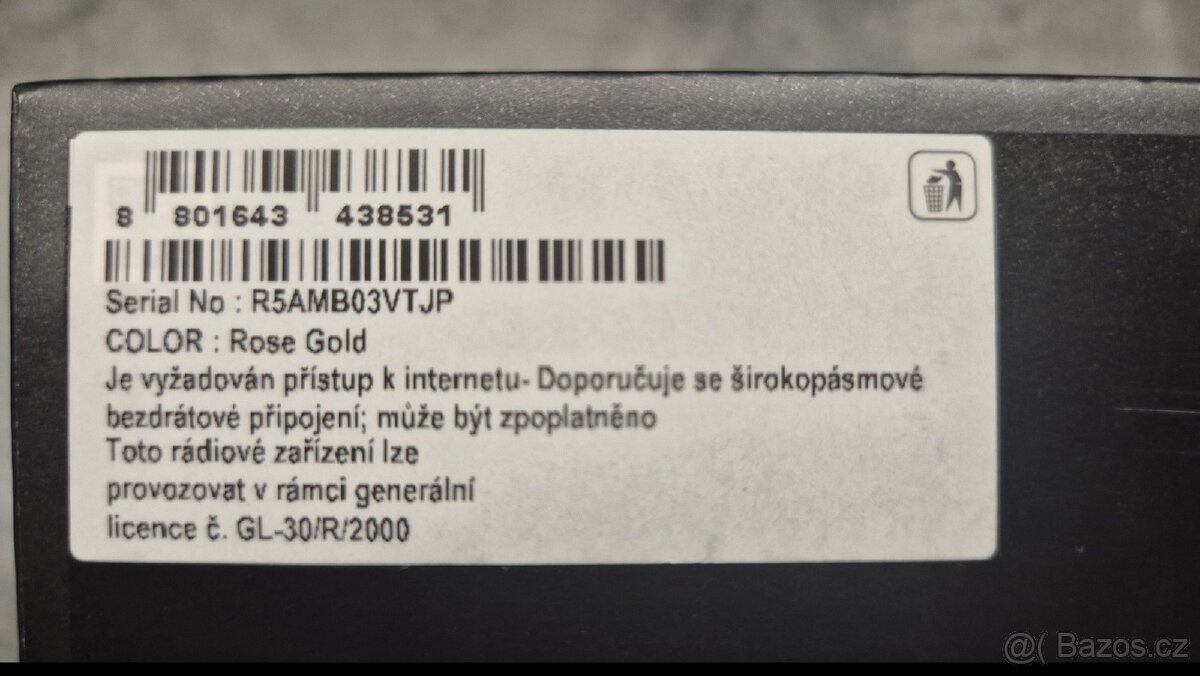 8 801643 438531
Serial No : R5AMB03VTJP
COLOR : Rose Gold
Je vyžadován přístup k internetu- Doporučuje se širokopásmové
bezdrátové připojení; může být zpoplatněno
Toto rádiové zařízení lze
provozovat v rámci generální
licence č. GL-30/R/2000
@( Bazos.cz